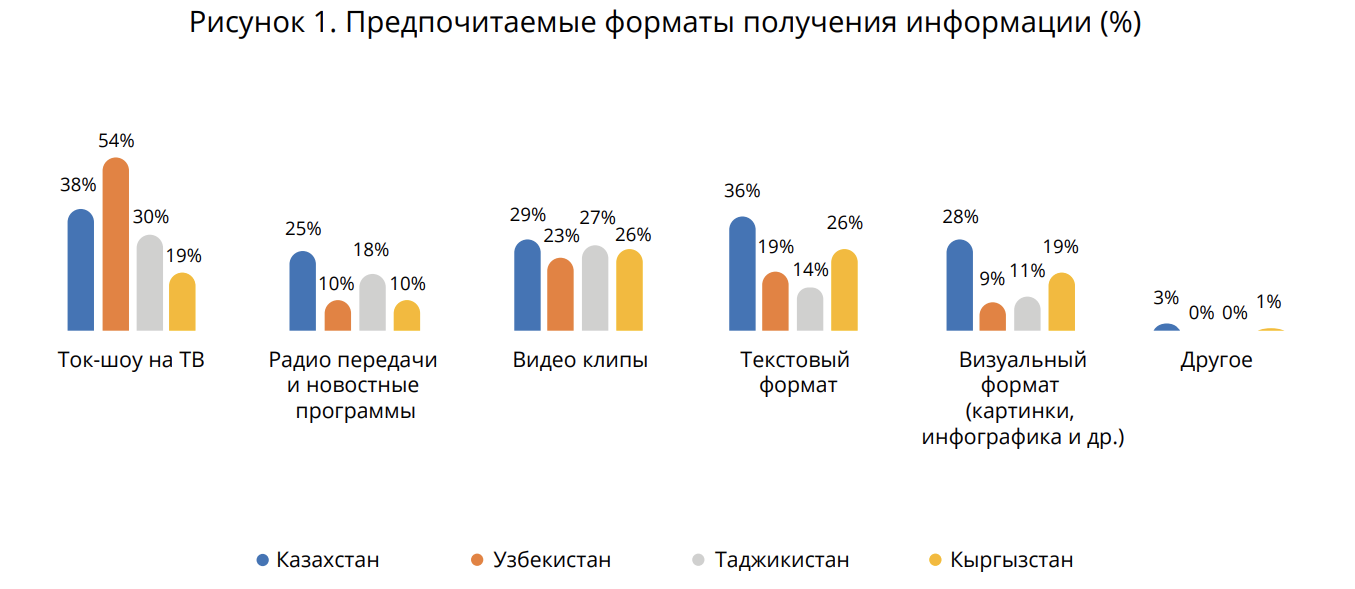 Рисунок 1. Предпочитаемые форматы получения информации (%)
38%
54%
30%
19%
25%
10%
18%
10%
29%
23%
27%
26%
36%
19%
14%
26%
28%
9%
11%
19%
3%
0%
0%
1%
Ток-шоу на ТВ
Радио передачи
и новостные
программы
Видео клипы
Текстовый
формат
Визуальный
формат
(картинки,
инфографика и др.)
Другое
Казахстан
Узбекистан
Таджикистан
Кыргызстан